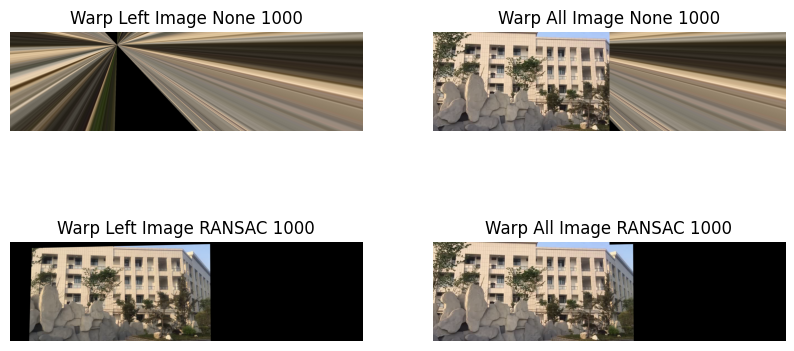 Warp Left Image None 1000
Warp All Image None 1000
Warp Left Image RANSAC 1000
Warp All Image RANSAC 1000